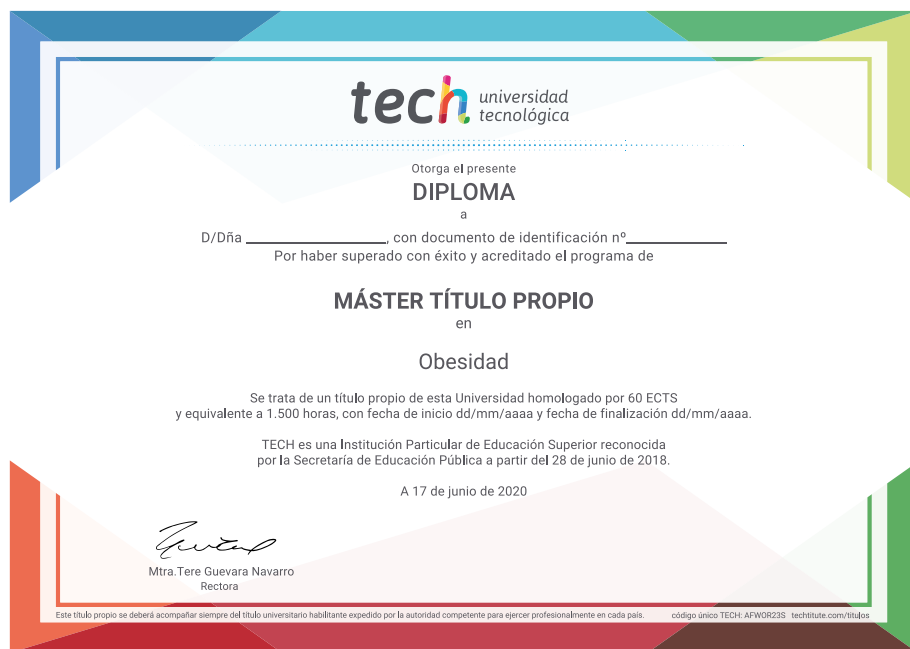 tech universidad
tecnológica
Otorga el presente
DIPLOMA
a
D/Dña ____________________, con documento de identificación nº______________
Por haber superado con éxito y acreditado el programa de
MÁSTER TÍTULO PROPIO
en
Obesidad
Se trata de un título propio de esta Universidad homologado por 60 ECTS
y equivalente a 1.500 horas, con fecha de inicio dd/mm/aaaa y fecha de finalización dd/mm/aaaa.
TECH es una Institución Particular de Educación Superior reconocida
por la Secretaría de Educación Pública a partir del 28 de junio de 2018.
A 17 de junio de 2020
Mtra.Tere Guevara Navarro
Rectora
Este título propio se deberá acompañar siempre del título universitario habilitante expedido por la autoridad competente para ejercer profesionalmente en cada país. código único TECH: AFWOR23S techtitute.com/titulos